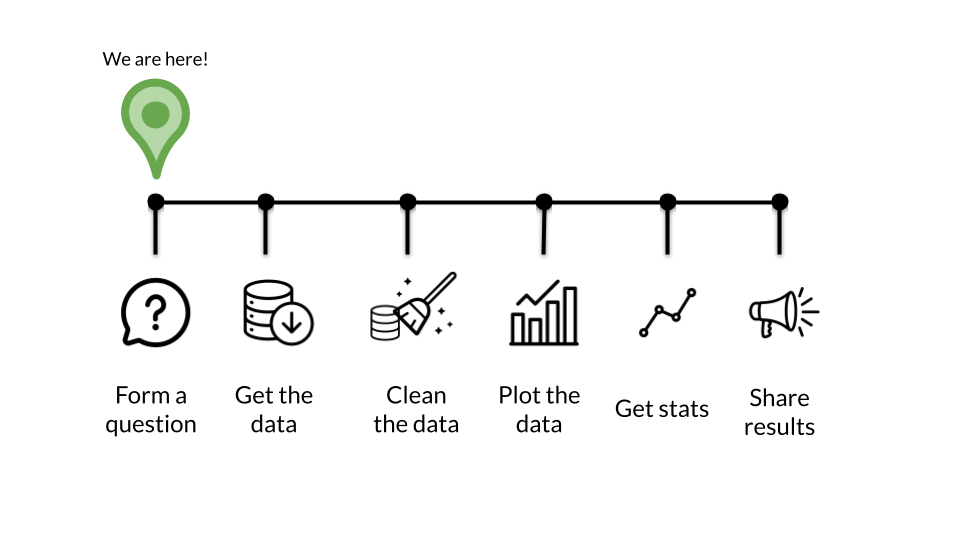 We are here!
?
Form a
question
Get the
data
Clean
the data
Plot the
data
Get stats
Share
results